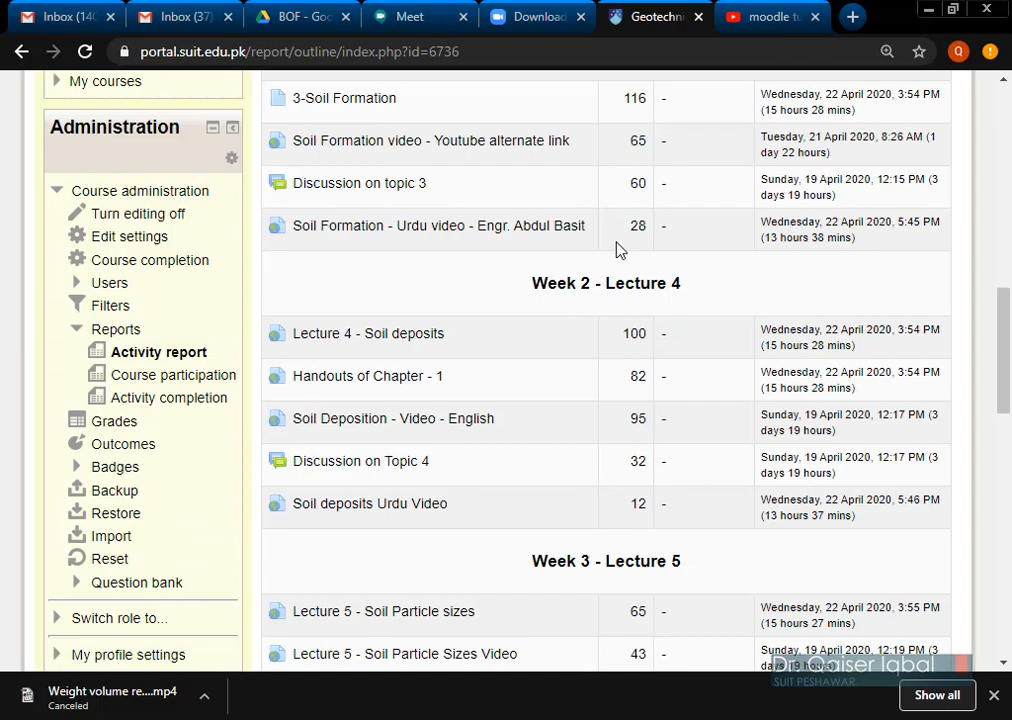 Inbox (140
Inbox (37)
BOF - Goo
Meet
Download
Geotechni
moodle tu
portal.suit.edu.pk/report/outline/index.php?id=6736
Q
My courses
Administration
Course administration
Turn editing off
Edit settings
Course completion
Users
Filters
Reports
Activity report
Course participation
Activity completion
Grades
Outcomes
Badges
Backup
Restore
Import
Reset
Question bank
Switch role to...
My profile settings
3-Soil Formation 116 - Wednesday, 22 April 2020, 3:54 PM
(15 hours 28 mins)
Soil Formation video - Youtube alternate link 65 - Tuesday, 21 April 2020, 8:26 AM (1
day 22 hours)
Discussion on topic 3 60 - Sunday, 19 April 2020, 12:15 PM (3
days 19 hours)
Soil Formation - Urdu video - Engr. Abdul Basit 28 - Wednesday, 22 April 2020, 5:45 PM
(13 hours 38 mins)
Week 2 - Lecture 4
Lecture 4 - Soil deposits 100 - Wednesday, 22 April 2020, 3:54 PM
(15 hours 28 mins)
Handouts of Chapter - 1 82 - Wednesday, 22 April 2020, 3:54 PM
(15 hours 28 mins)
Soil Deposition - Video - English 95 - Sunday, 19 April 2020, 12:17 PM (3
days 19 hours)
Discussion on Topic 4 32 - Sunday, 19 April 2020, 12:17 PM (3
days 19 hours)
Soil deposits Urdu Video 12 - Wednesday, 22 April 2020, 5:46 PM
(13 hours 37 mins)
Week 3 - Lecture 5
Lecture 5 - Soil Particle sizes 65 - Wednesday, 22 April 2020, 3:55 PM
(15 hours 27 mins)
Lecture 5 - Soil Particle Sizes Video 43 - Sunday, 19 April 2020, 12:19 PM (3
days 19 hours)
Dr. Qaiser Iqbal
SUIT PESHAWAR
Weight volume re....mp4
Canceled
Show all